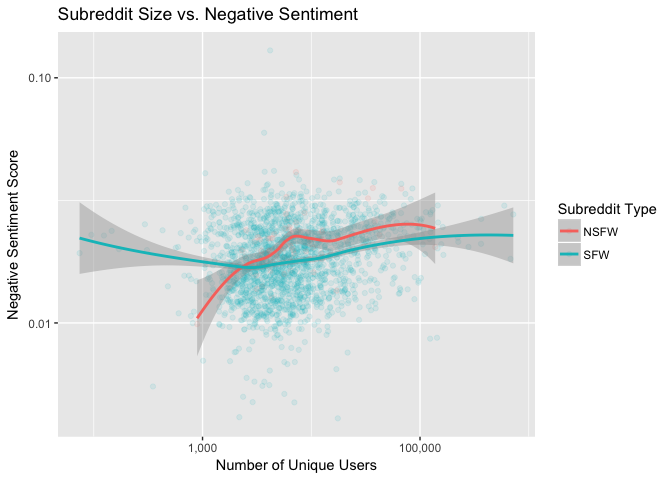 Subreddit Size vs. Negative Sentiment
0.10
0.01
Negative Sentiment Score
1,000
100,000
Number of Unique Users
Subreddit Type
NSFW
SFW